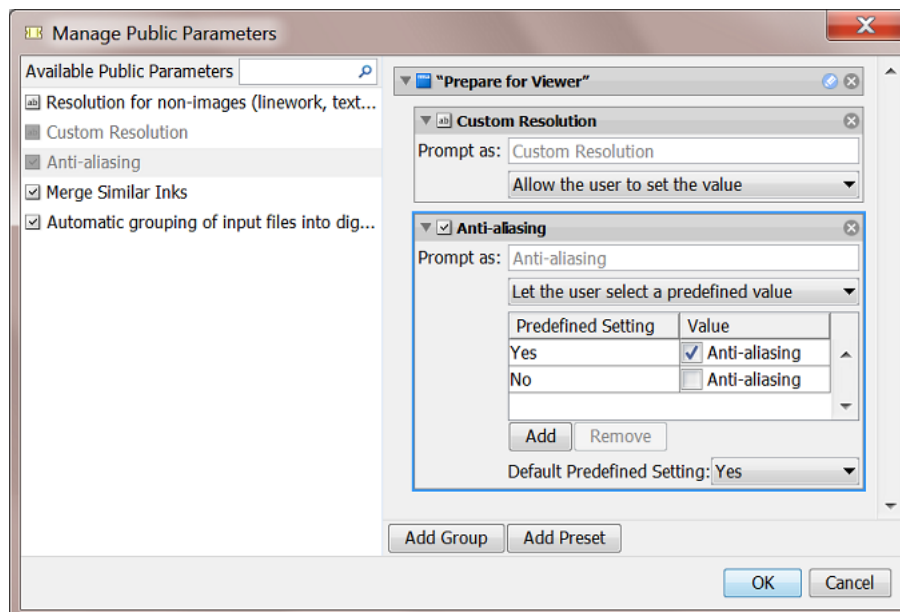 Manage Public Parameters
Available Public Parameters
Resolution for non-images (linework, text...
Custom Resolution
Anti-aliasing
Merge Similar Inks
Automatic grouping of input files into dig...
"Prepare for Viewer"
Custom Resolution
Prompt as: Custom Resolution
Allow the user to set the value
Anti-aliasing
Prompt as: Anti-aliasing
Let the user select a predefined value
Predefined Setting Value
Yes Anti-aliasing
No Anti-aliasing
Add Remove
Default Predefined Setting: Yes
Add Group Add Preset
OK Cancel